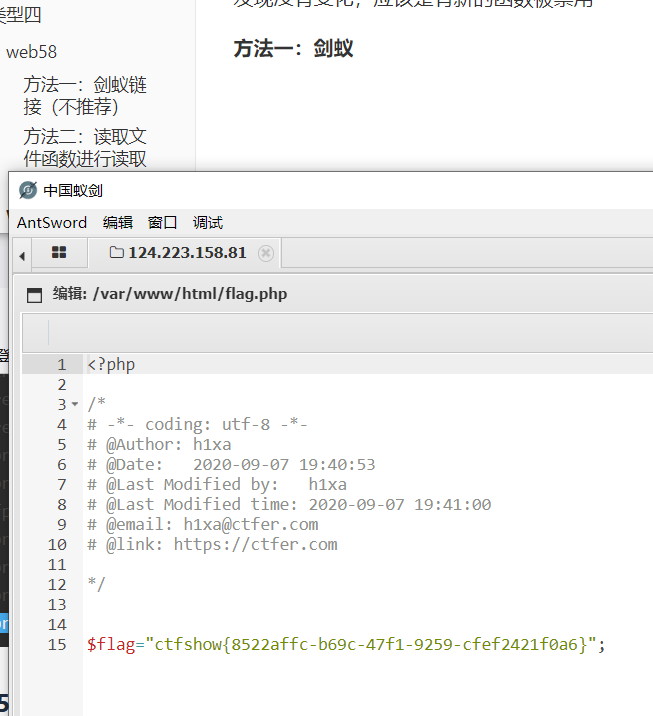 类型四
发现没有变化，应该是有新的函数被禁用
web58
方法一：剑蚁
方法一：剑蚁链
接（不推荐）
方法二：读取文
件函数进行读取
中国蚁剑
AntSword 编辑 窗口 调试
124.223.158.81
编辑: /var/www/html/flag.php
1 <?php
2
3 /*
4 # -*- coding: utf-8 -*-
5 # @Author: h1xa
6 # @Date:   2020-09-07 19:40:53
7 # @Last Modified by:   h1xa
8 # @Last Modified time: 2020-09-07 19:41:00
9 # @email: h1xa@ctfer.com
10 # @link: https://ctfer.com
11
12 */
13
14
15 $flag="ctfshow{8522affc-b69c-47f1-9259-cfef2421f0a6}";